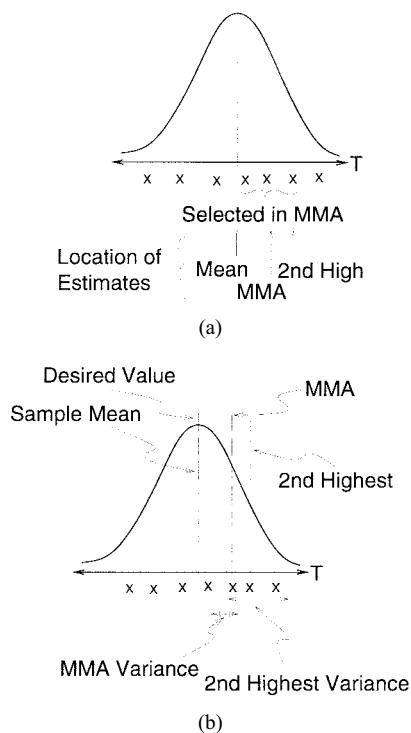 T
x x x x x x x
Selected in MMA
Location of
Estimates
Mean
2nd High
MMA
(a)
Desired Value
MMA
Sample Mean
2nd Highest
T
x x x x x x x
MMA Variance
2nd Highest Variance
(b)